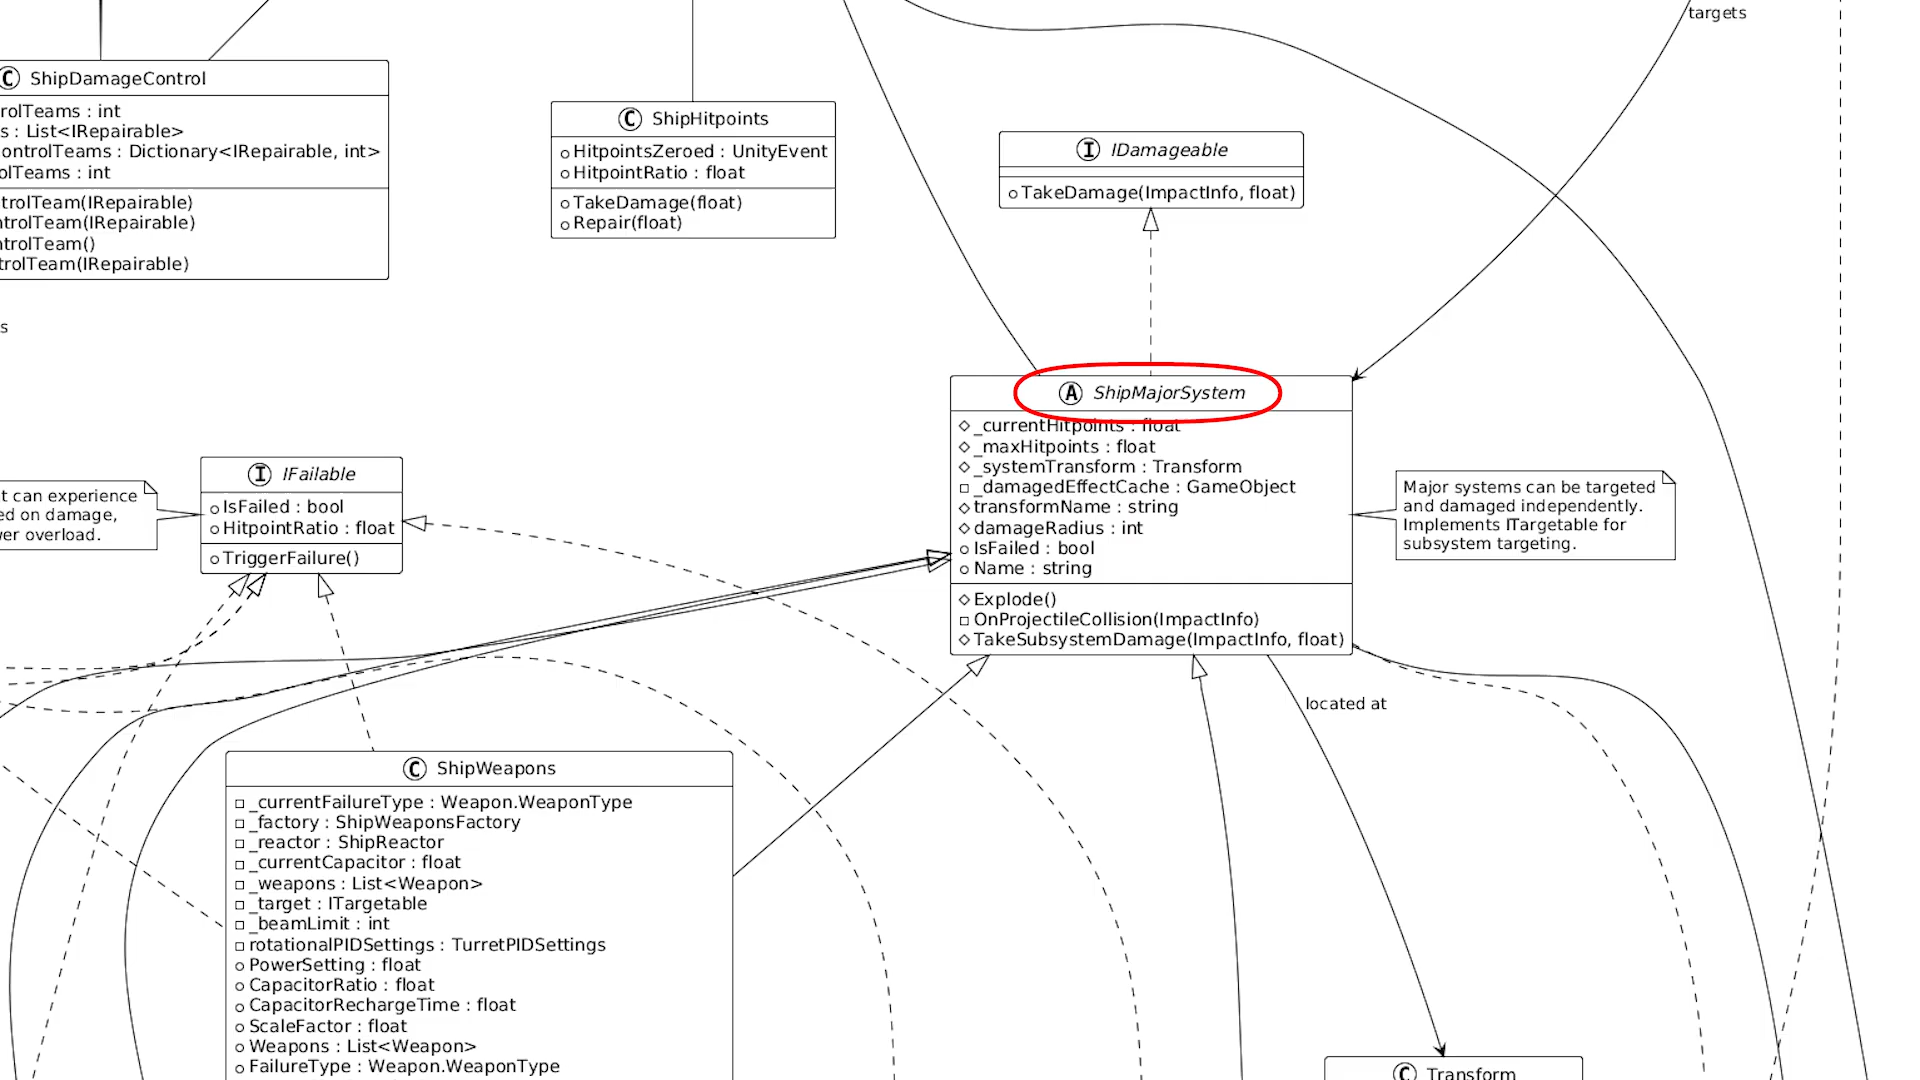 targets
C ShipDamageControl
rolTeams : int
s : List<IRepairable>
ontrolTeams : Dictionary<IRepairable, int>
olTeams : int
trolTeam(IRepairable)
ntrolTeam(IRepairable)
ntrolTeam()
trolTeam(IRepairable)
s
C ShipHitpoints
HitpointsZeroed : UnityEvent
HitpointRatio : float
TakeDamage(float)
Repair(float)
I IDamageable
TakeDamage(ImpactInfo, float)
A ShipMajorSystem
_currentHitpoints : float
_maxHitpoints : float
_systemTransform : Transform
_damagedEffectCache : GameObject
transformName : string
damageRadius : int
IsFailed : bool
Name : string
Explode()
OnProjectileCollision(ImpactInfo)
TakeSubsystemDamage(ImpactInfo, float)
Major systems can be targeted
and damaged independently.
Implements ITargetable for
subsystem targeting.
t can experience
ed on damage,
ver overload.
I IFailable
IsFailed : bool
HitpointRatio : float
TriggerFailure()
located at
C ShipWeapons
_currentFailureType : Weapon.WeaponType
_factory : ShipWeaponsFactory
_reactor : ShipReactor
_currentCapacitor : float
_weapons : List<Weapon>
_target : ITargetable
_beamLimit : int
rotationalPIDSettings : TurretPIDSettings
PowerSetting : float
CapacitorRatio : float
CapacitorRechargeTime : float
ScaleFactor : float
Weapons : List<Weapon>
FailureType : Weapon.WeaponType
C Transform